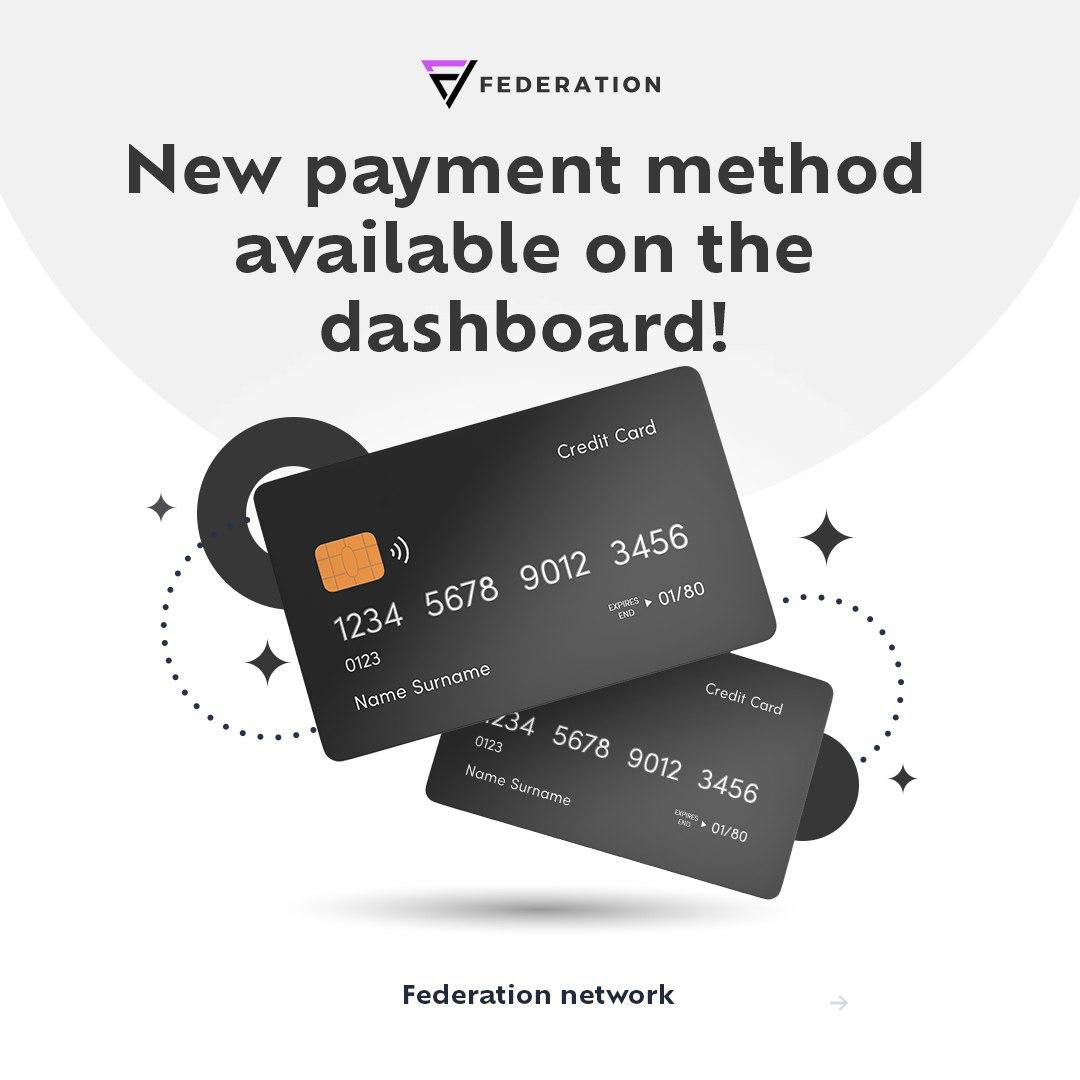 FEDERATION
New payment method
available on the
dashboard!
Credit Card
1234 5678 9012 3456
0123
EXPIRES
END
01/80
Name Surname
Credit Card
234 5678 9012 3456
0123
Name Surname
EXPIRES
END
01/80
Federation network